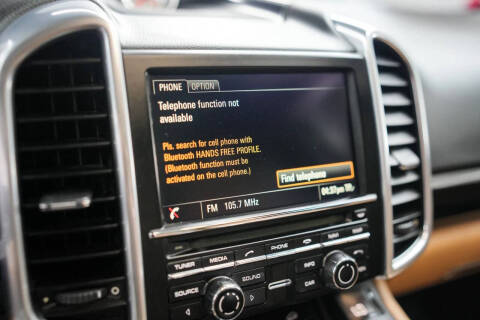 PHONE OPTION
Telephone function not
available
Pls. search for cell phone with
Bluetooth HANDS FREE PROFILE.
(Bluetooth function must be
activated on the cell phone.)
Find telephone
FM 105.7 MHz
PHONE NAVI
TUNER MEDIA
SOUND INFO
SOURCE CAR